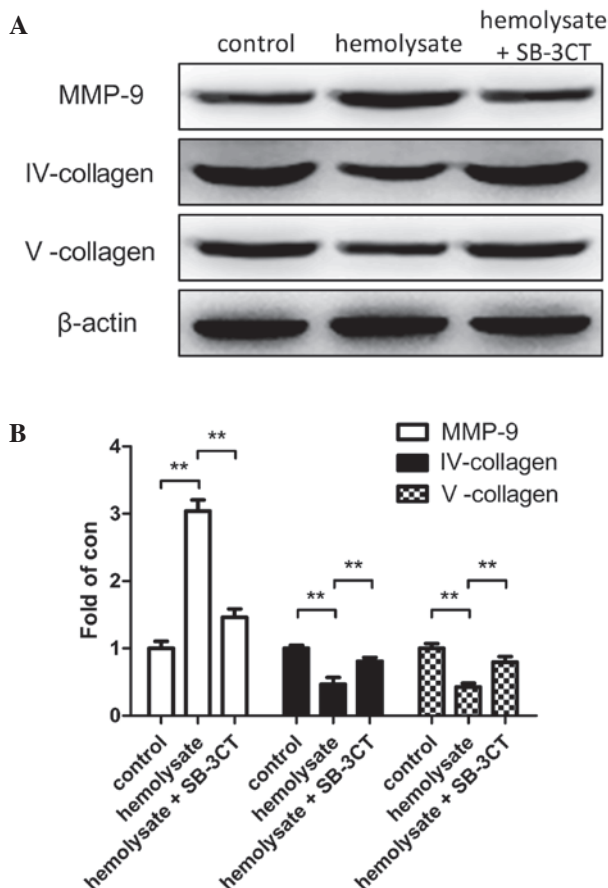 A
control hemolysate hemolysate
+ SB-3CT
MMP-9
IV-collagen
V -collagen
β-actin
B
Fold of con
4
3
2
1
0
** ** ** ** ** **
MMP-9
IV-collagen
V -collagen
control
hemolysate
hemolysate + SB-3CT
control
hemolysate
hemolysate + SB-3CT
control
hemolysate
hemolysate + SB-3CT